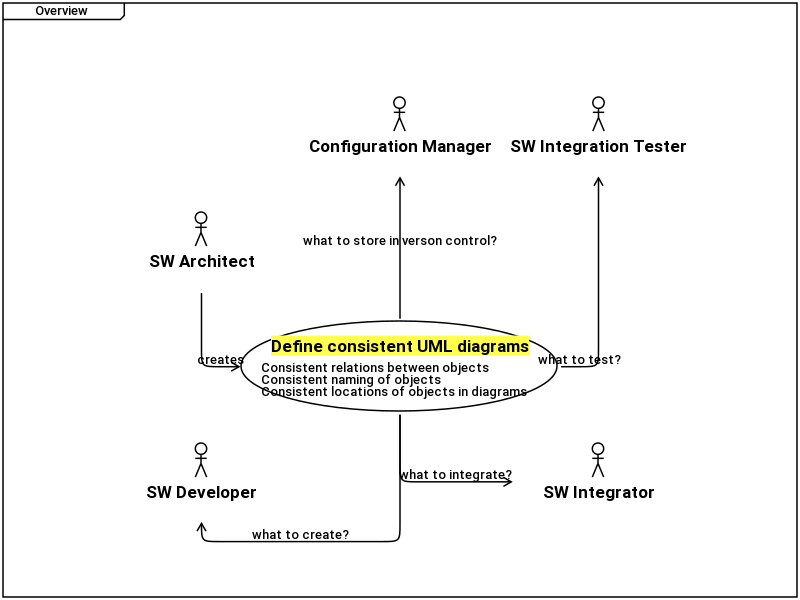 Overview
Configuration Manager
SW Integration Tester
what to store in verson control?
SW Architect
creates
Define consistent UML diagrams
Consistent relations between objects
Consistent naming of objects
Consistent locations of objects in diagrams
what to test?
SW Developer
what to integrate?
SW Integrator
what to create?